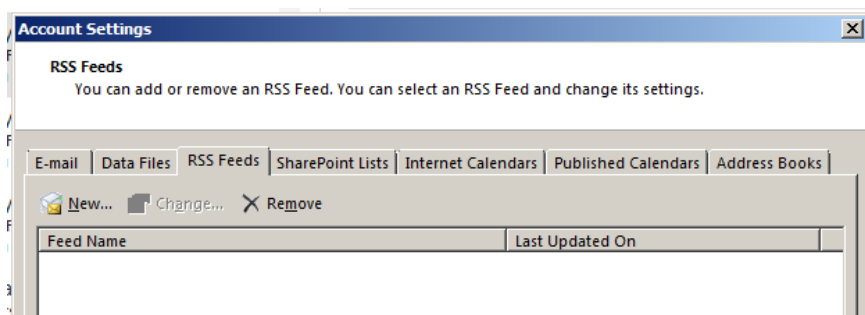 Account Settings
RSS Feeds
You can add or remove an RSS Feed. You can select an RSS Feed and change its settings.
E-mail Data Files RSS Feeds SharePoint Lists Internet Calendars Published Calendars Address Books
New... Change... Remove
Feed Name Last Updated On